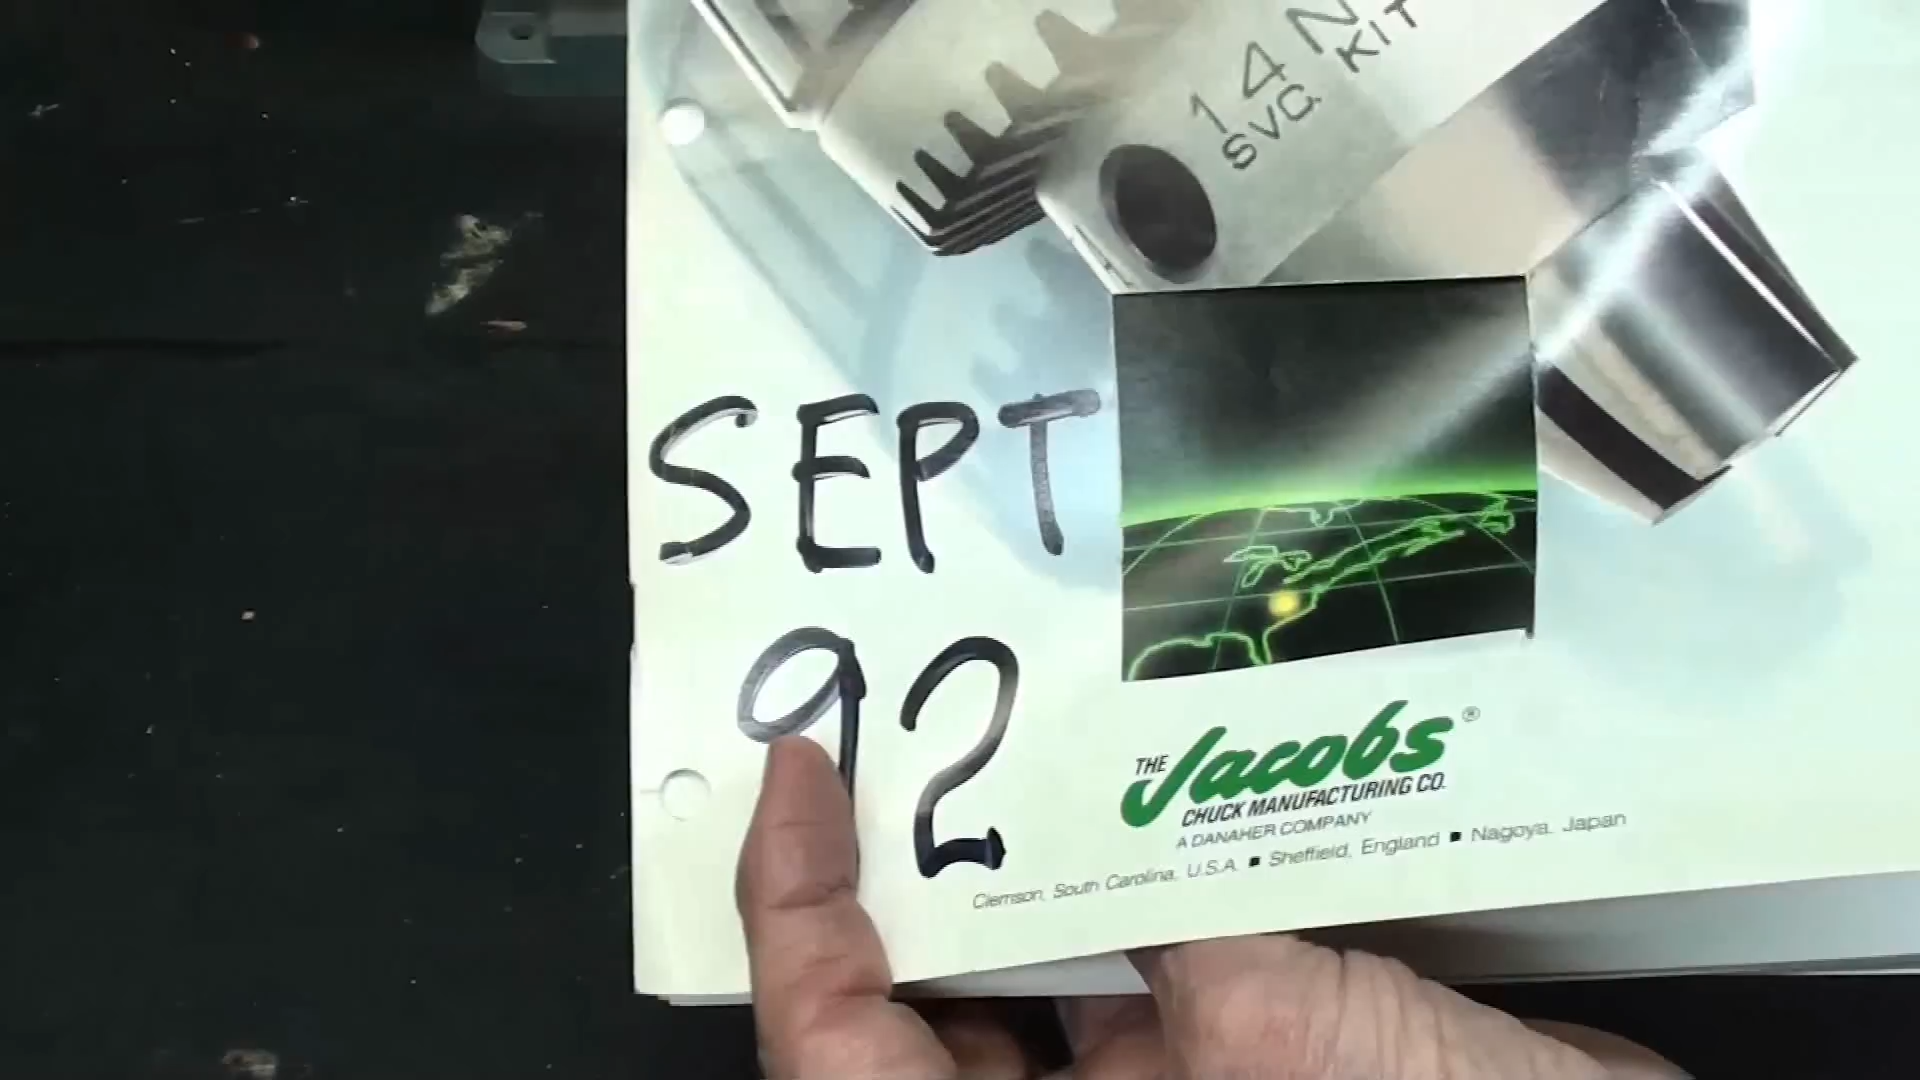 14N
SVC. KIT
SEPT
92
THE Jacobs®
CHUCK MANUFACTURING CO.
A DANAHER COMPANY
Clemson, South Carolina, U.S.A. ■ Sheffield, England ■ Nagoya, Japan